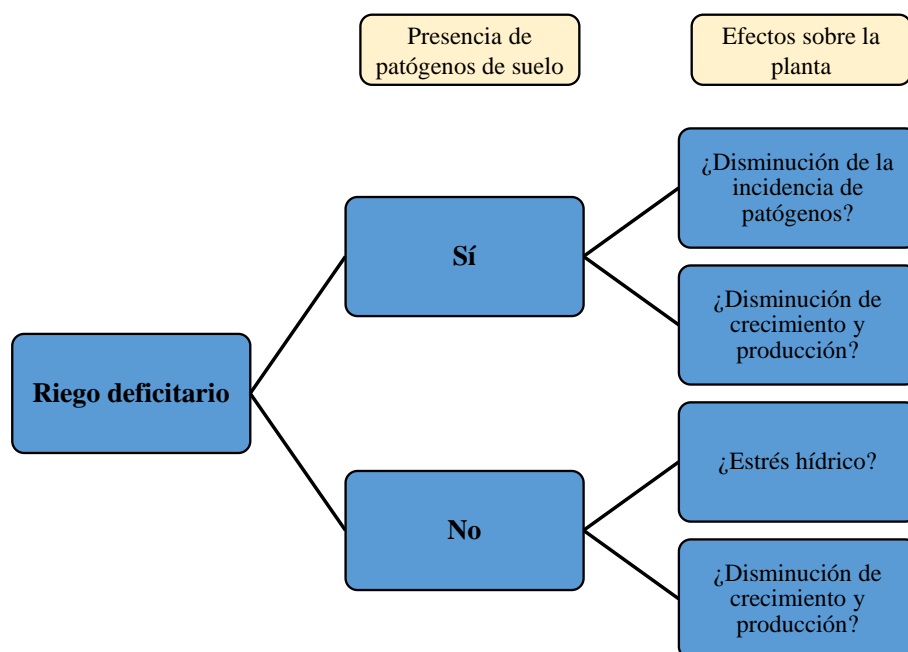 Presencia de
patógenos de suelo
Efectos sobre la
planta
¿Disminución de la
incidencia de
patógenos?
Sí
¿Disminución de
crecimiento y
producción?
Riego deficitario
¿Estrés hídrico?
No
¿Disminución de
crecimiento y
producción?